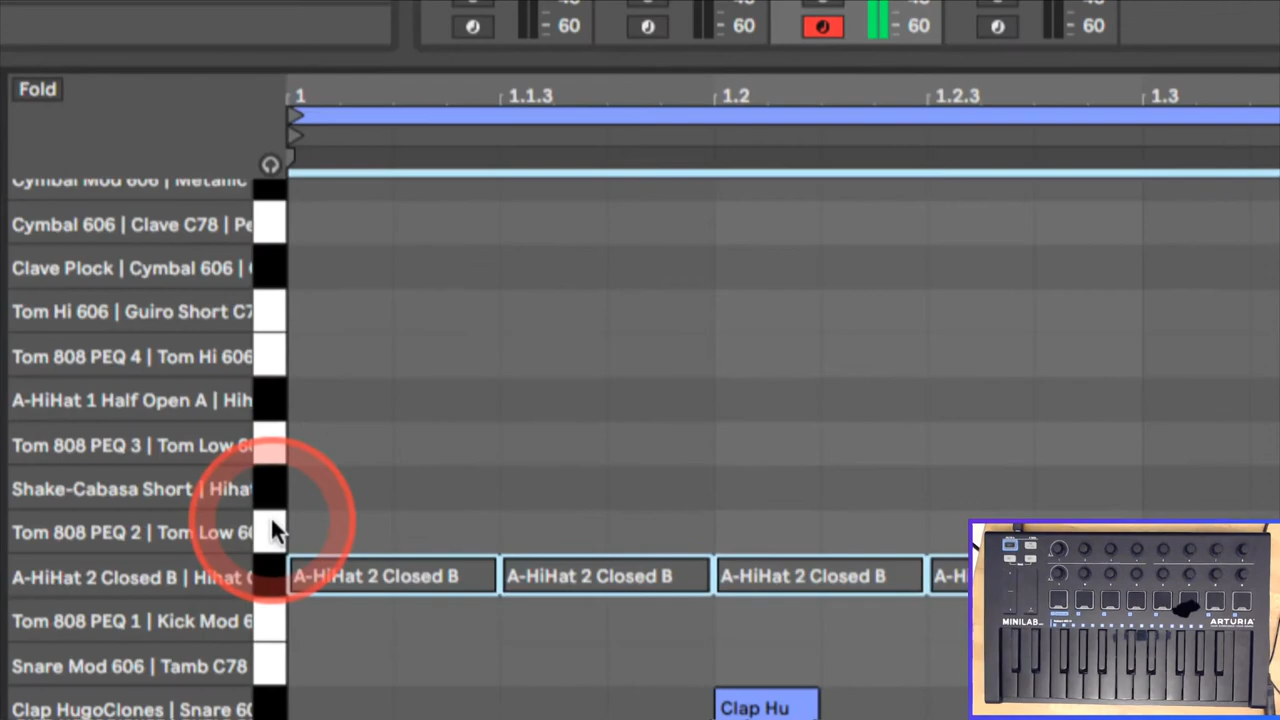 60 60 60 60
Fold
1 1.1.3 1.2 1.2.3 1.3
Cymbal Mod 606 | Metallic
Cymbal 606 | Clave C78 | Pe
Clave Plock | Cymbal 606 |
Tom Hi 606 | Guiro Short C7
Tom 808 PEQ 4 | Tom Hi 606
A-HiHat 1 Half Open A | Hih
Tom 808 PEQ 3 | Tom Low 6
Shake-Cabasa Short | Hihat
Tom 808 PEQ 2 | Tom Low 60
A-HiHat 2 Closed B | Hihat A-HiHat 2 Closed B A-HiHat 2 Closed B A-HiHat 2 Closed B A-H
Tom 808 PEQ 1 | Kick Mod 6
MINILAB ARTURIA
Snare Mod 606 | Tamb C78
Clap HugoClones | Snare 60 Clap Hu